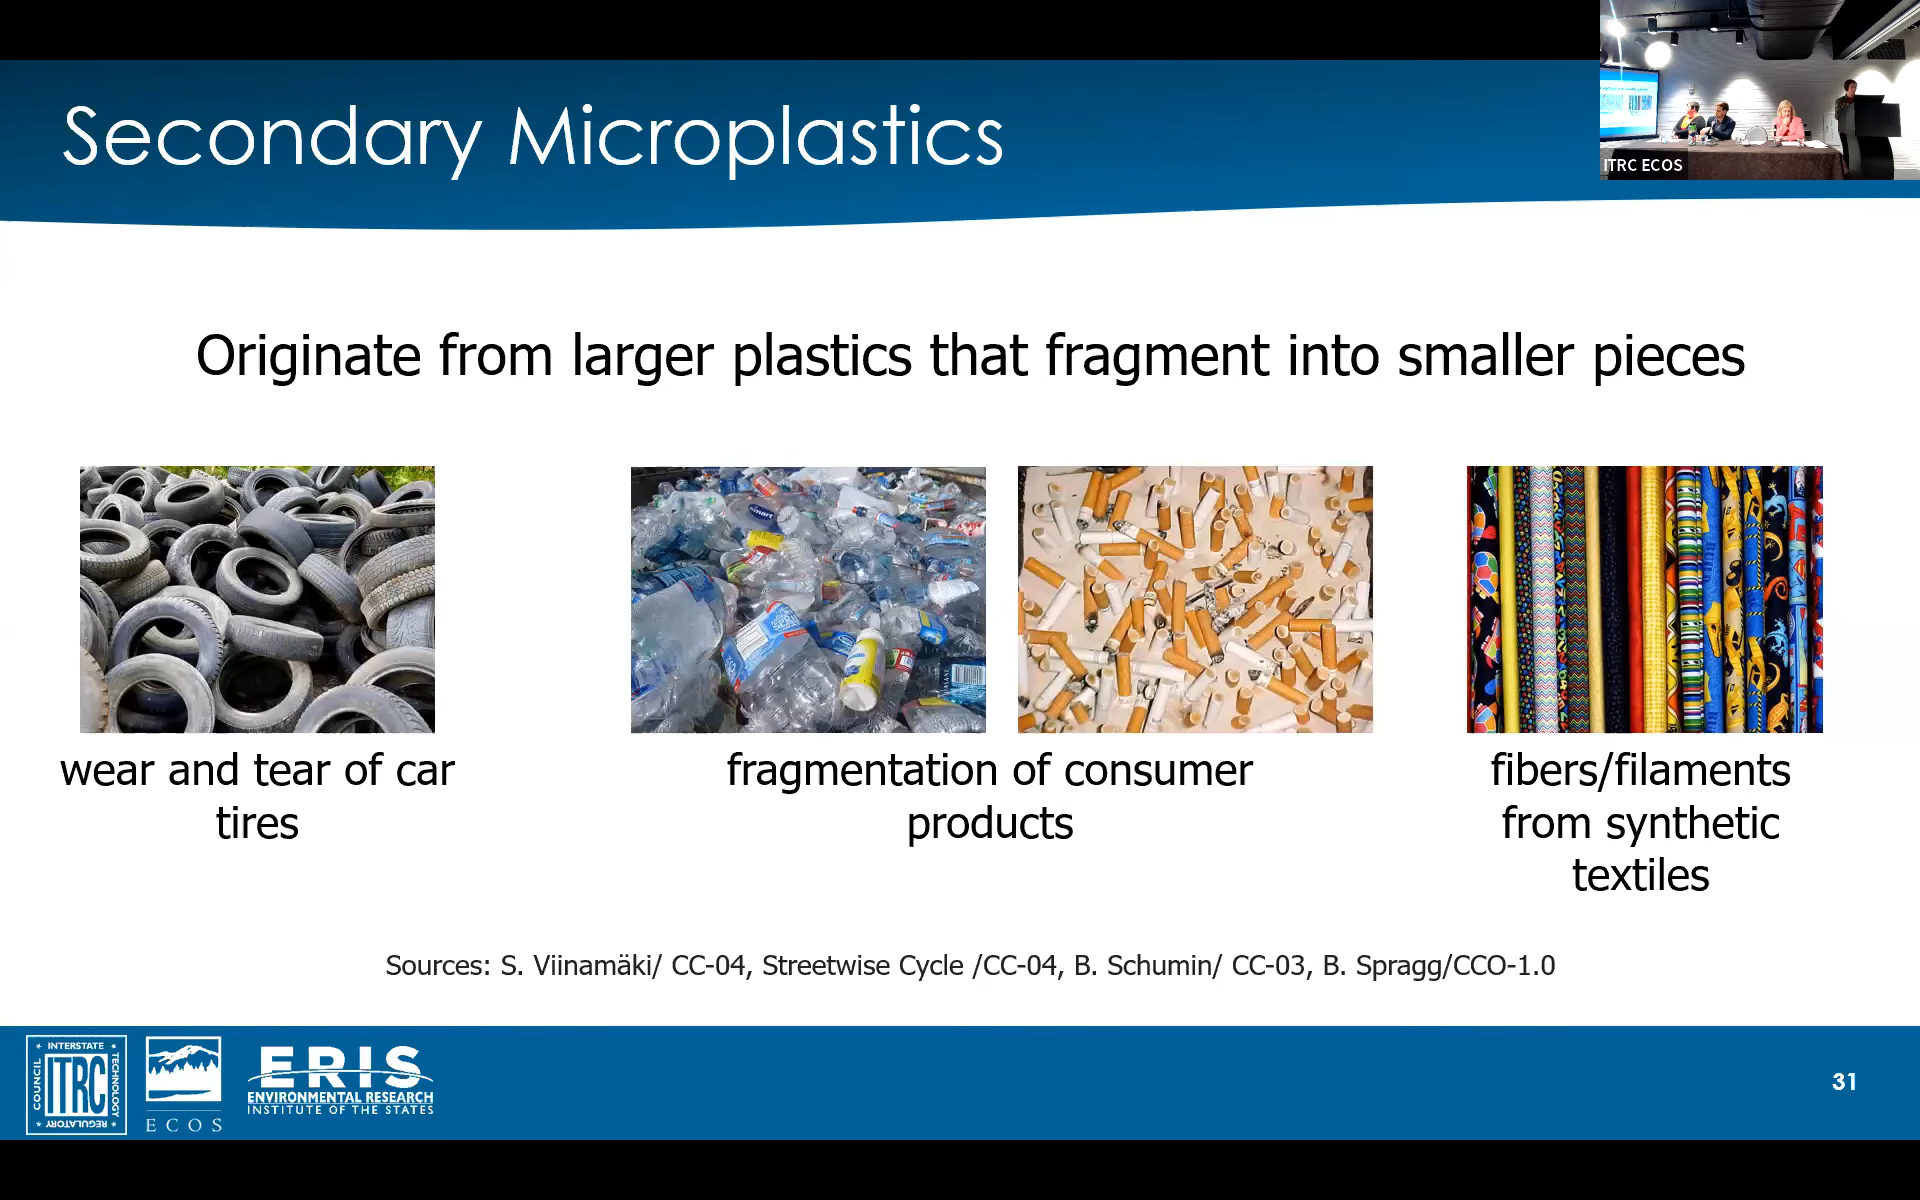 Secondary Microplastics
ITRC ECOS
Originate from larger plastics that fragment into smaller pieces
wear and tear of car
tires
fragmentation of consumer
products
fibers/filaments
from synthetic
textiles
Sources: S. Viinamäki/ CC-04, Streetwise Cycle /CC-04, B. Schumin/ CC-03, B. Spragg/CCO-1.0
INTERSTATE
TECHNOLOGY
REGULATORY
COUNCIL
ITRC
ECOS
ERIS
ENVIRONMENTAL RESEARCH
INSTITUTE OF THE STATES
31